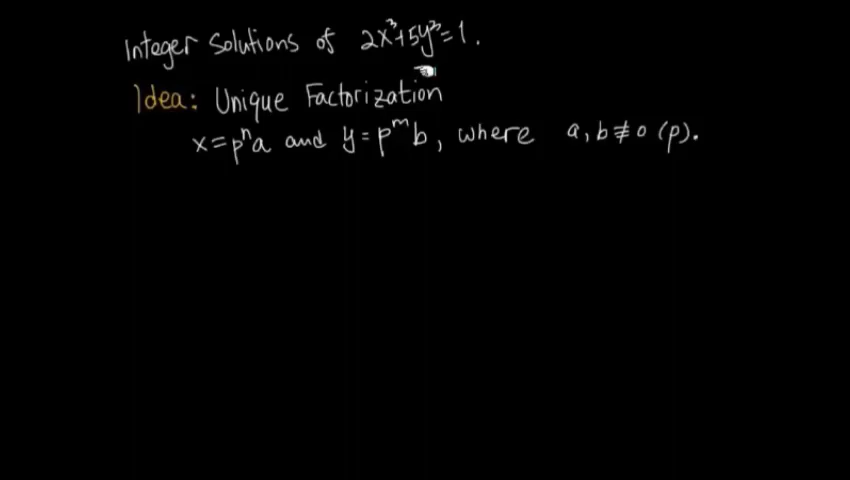 Integer Solutions of 2x³+5y³=1.
Idea: Unique Factorization
x=pⁿa and y=pᵐb, where a, b≢0 (p).